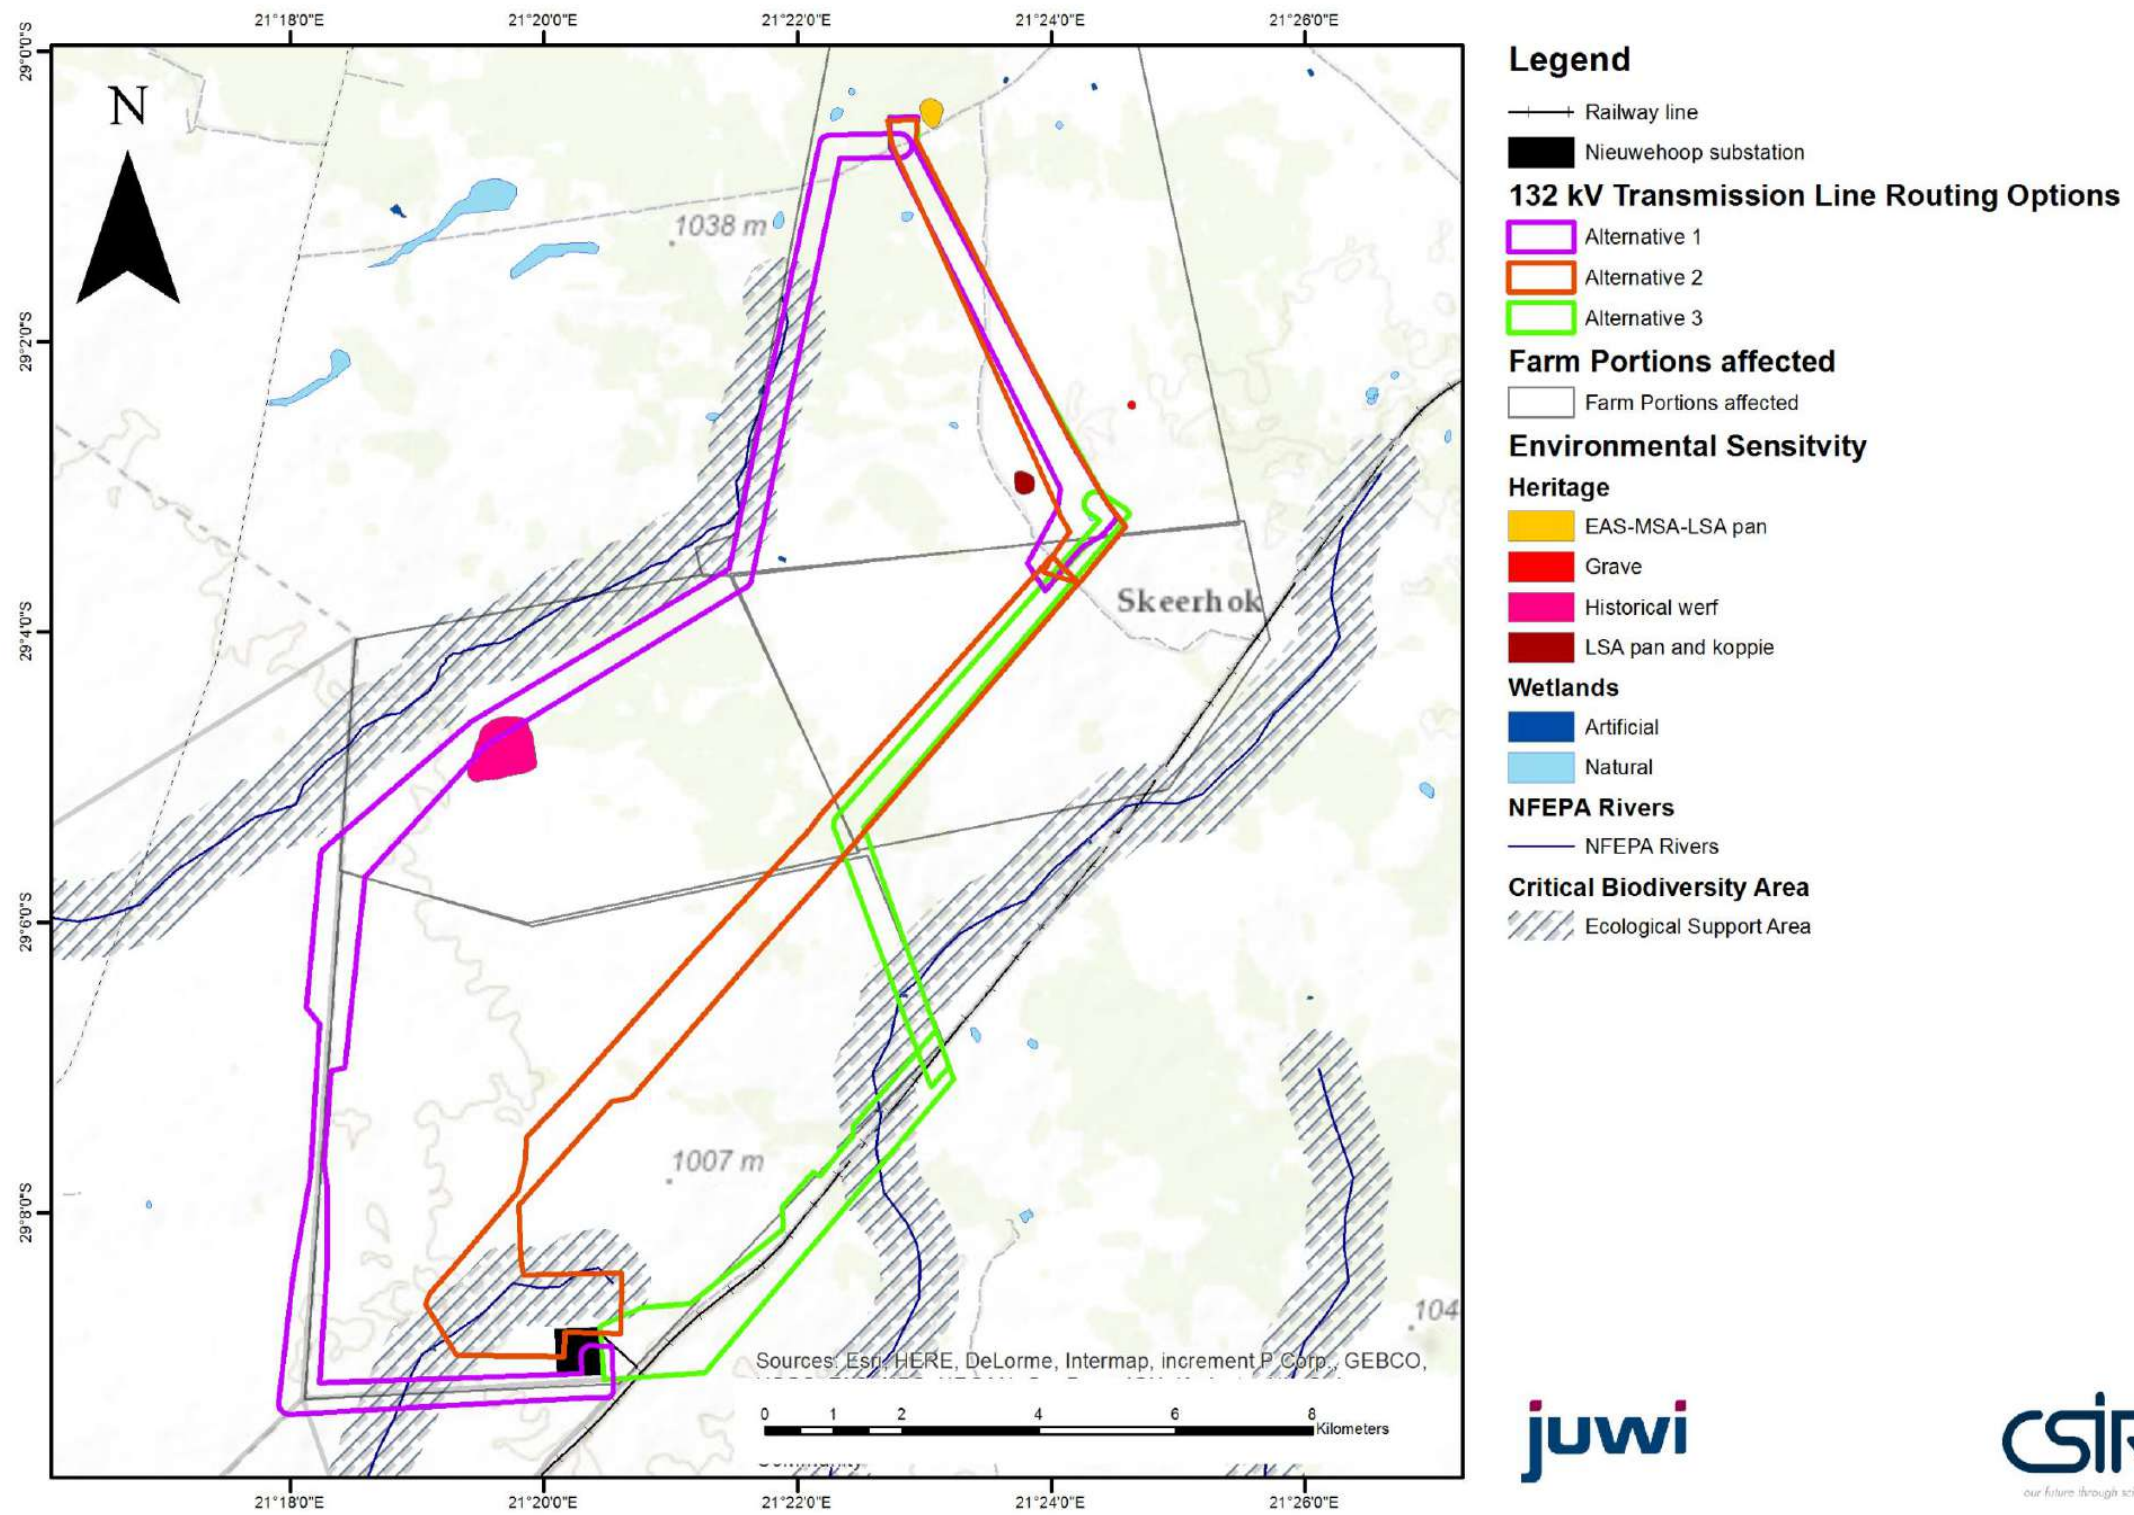 21°18'0"E 21°20'0"E 21°22'0"E 21°24'0"E 21°26'0"E
29°0'0"S
29°2'0"S
29°4'0"S
29°6'0"S
29°8'0"S
N
1038 m
Skeerhok
1007 m
104
Sources: Esri, HERE, DeLorme, Intermap, increment P Corp., GEBCO,
0 1 2 4 6 8
Kilometers
21°18'0"E 21°20'0"E 21°22'0"E 21°24'0"E 21°26'0"E
Legend
Railway line
Nieuwehoop substation
132 kV Transmission Line Routing Options
Alternative 1
Alternative 2
Alternative 3
Farm Portions affected
Farm Portions affected
Environmental Sensitvity
Heritage
EAS-MSA-LSA pan
Grave
Historical werf
LSA pan and koppie
Wetlands
Artificial
Natural
NFEPA Rivers
NFEPA Rivers
Critical Biodiversity Area
Ecological Support Area
juwi
CSIR
our future through sci